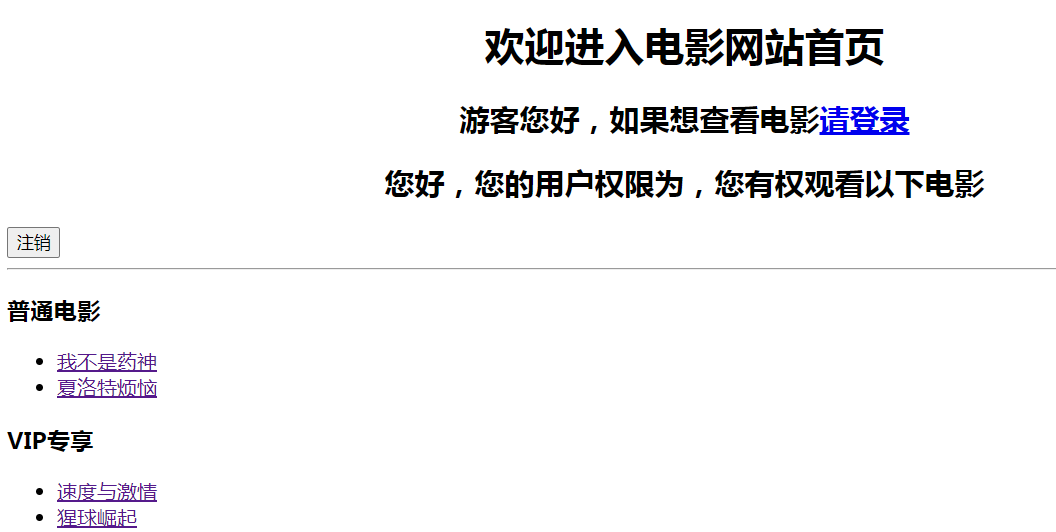 欢迎进入电影网站首页
游客您好，如果想查看电影请登录
您好，您的用户权限为，您有权观看以下电影
注销
普通电影
我不是药神
夏洛特烦恼
VIP专享
速度与激情
猩球崛起